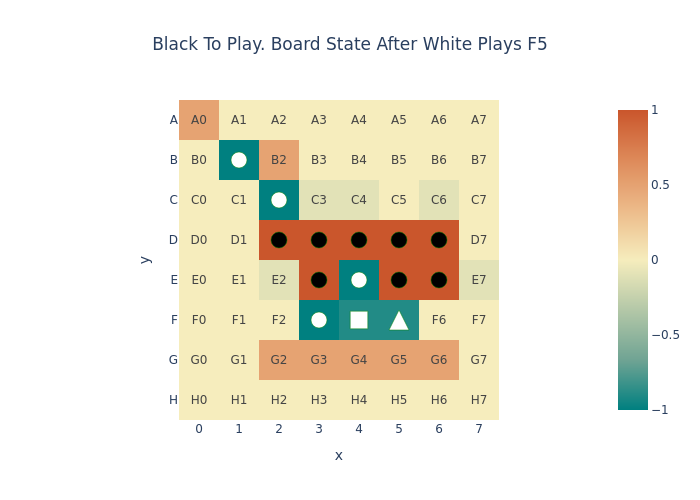 Black To Play. Board State After White Plays F5
A A0 A1 A2 A3 A4 A5 A6 A7
B B0 B2 B3 B4 B5 B6 B7
C C0 C1 C3 C4 C5 C6 C7
D D0 D1 D7
E E0 E1 E2 E7
F F0 F1 F2 F6 F7
G G0 G1 G2 G3 G4 G5 G6 G7
H H0 H1 H2 H3 H4 H5 H6 H7
0 1 2 3 4 5 6 7
x
y
1
0.5
0
−0.5
−1